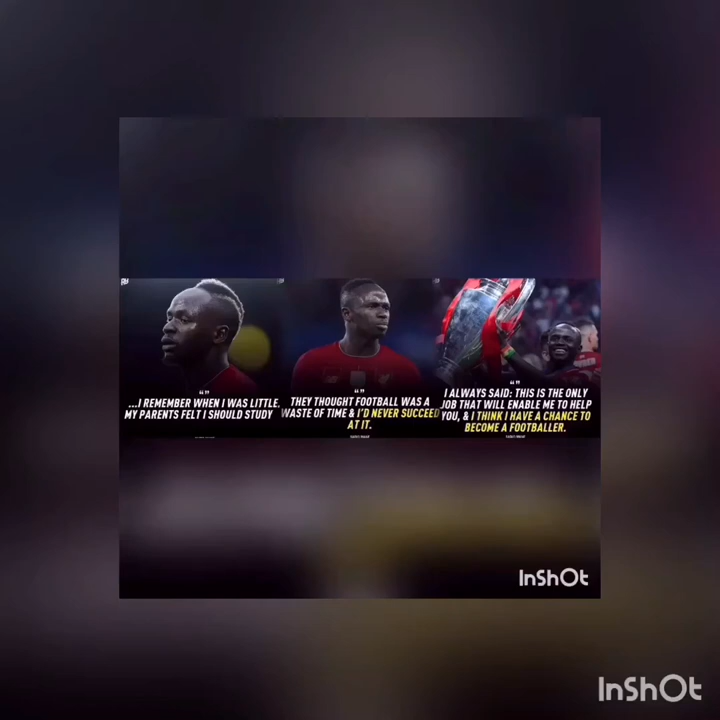 “ ”
...I REMEMBER WHEN I WAS LITTLE.
MY PARENTS FELT I SHOULD STUDY
“ ”
THEY THOUGHT FOOTBALL WAS A
WASTE OF TIME & I'D NEVER SUCCEED
AT IT.
“ ”
I ALWAYS SAID: THIS IS THE ONLY
JOB THAT WILL ENABLE ME TO HELP
YOU, & I THINK I HAVE A CHANCE TO
BECOME A FOOTBALLER.
InShOt
InShOt